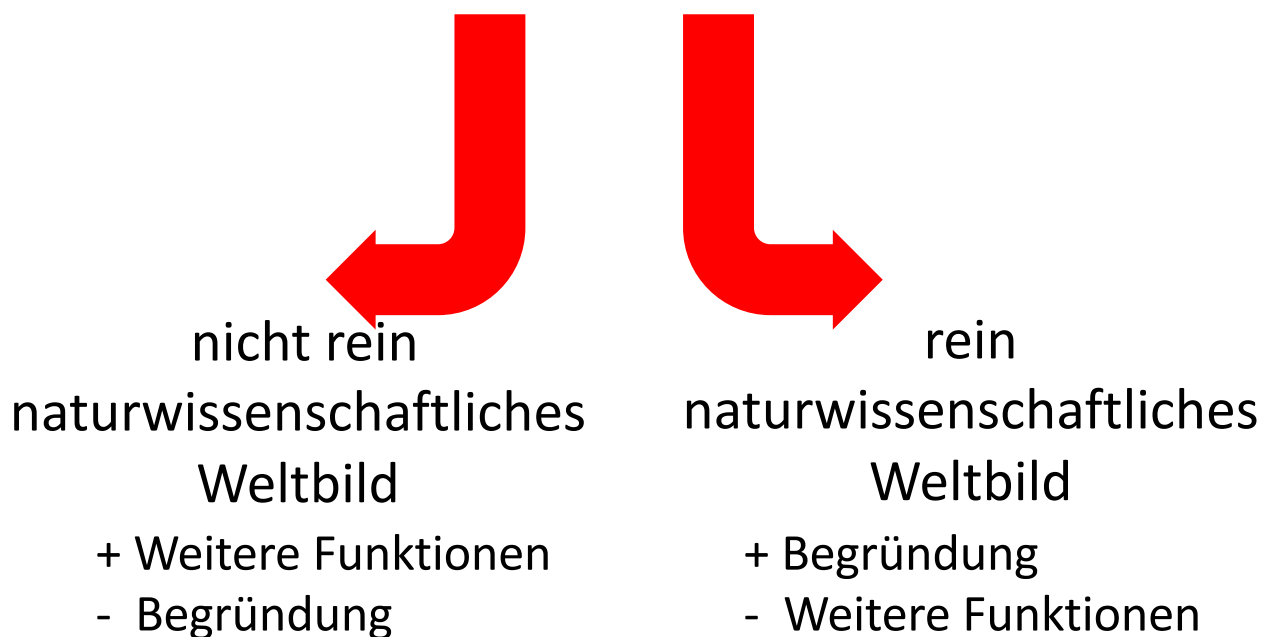 nicht rein
naturwissenschaftliches
Weltbild
+ Weitere Funktionen
- Begründung
rein
naturwissenschaftliches
Weltbild
+ Begründung
- Weitere Funktionen